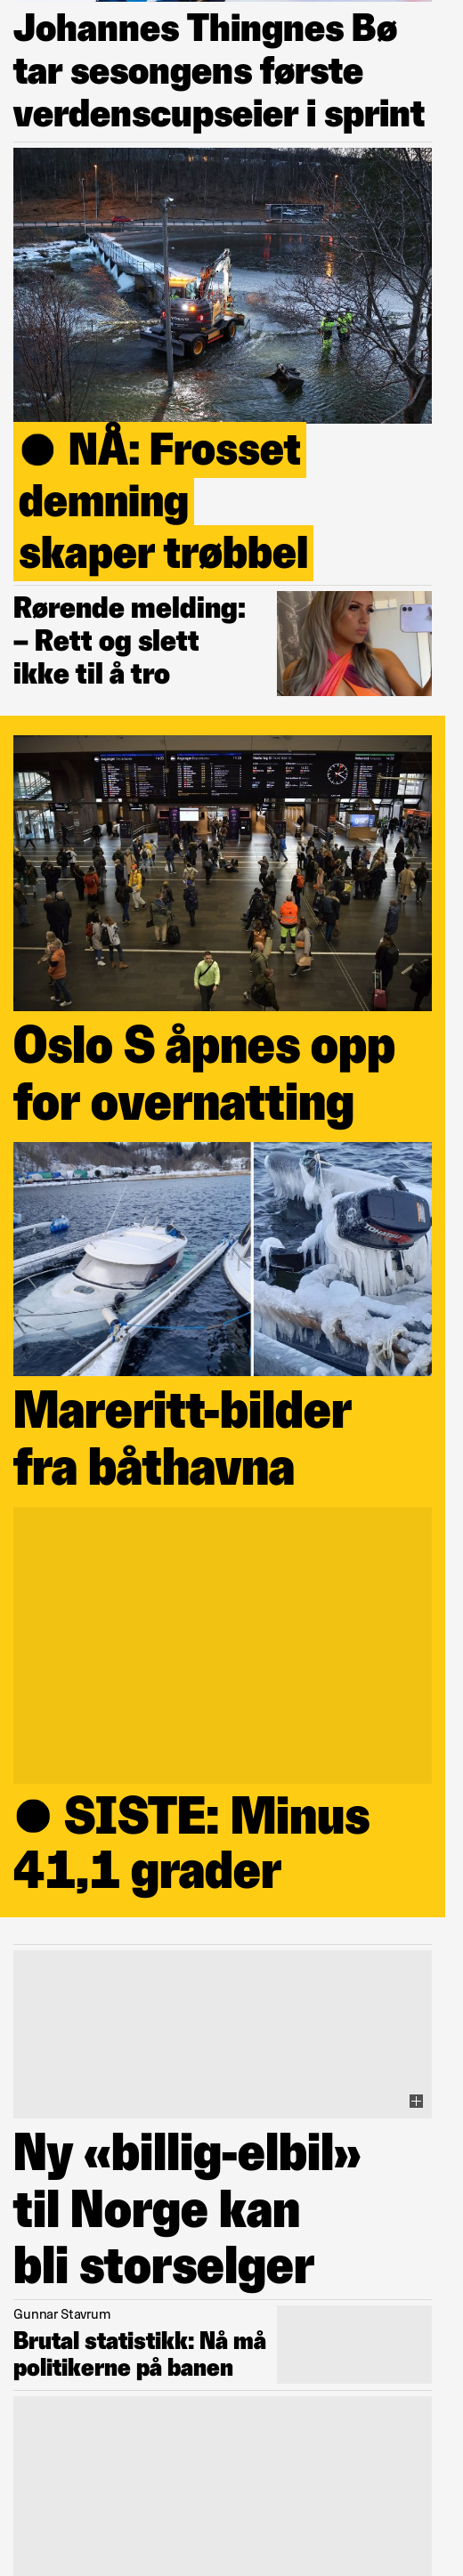 Johannes Thingnes Bø
tar sesongens første
verdenscupseier i sprint
● NÅ: Frosset
demning
skaper trøbbel
Rørende melding:
– Rett og slett
ikke til å tro
Oslo S åpnes opp
for overnatting
TOHATSU
Mareritt-bilder
fra båthavna
● SISTE: Minus
41,1 grader
Ny «billig-elbil»
til Norge kan
bli storselger
Gunnar Stavrum
Brutal statistikk: Nå må
politikerne på banen